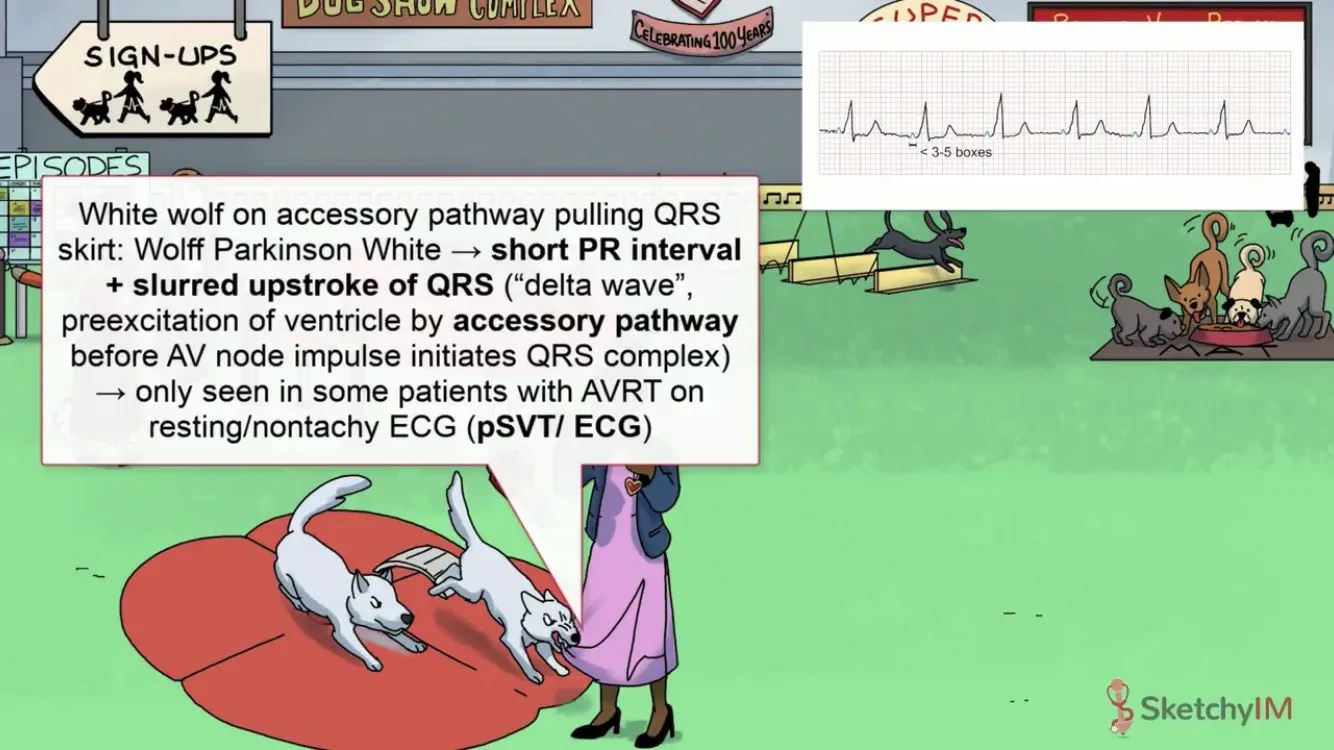 DOG SHOW COMPLEX
CELEBRATING 100 YEARS
SUPER
SIGN-UPS
EPISODES
< 3-5 boxes
White wolf on accessory pathway pulling QRS
skirt: Wolff Parkinson White → short PR interval
+ slurred upstroke of QRS (“delta wave”,
preexcitation of ventricle by accessory pathway
before AV node impulse initiates QRS complex)
→ only seen in some patients with AVRT on
resting/nontachy ECG (pSVT/ ECG)
SketchyIM